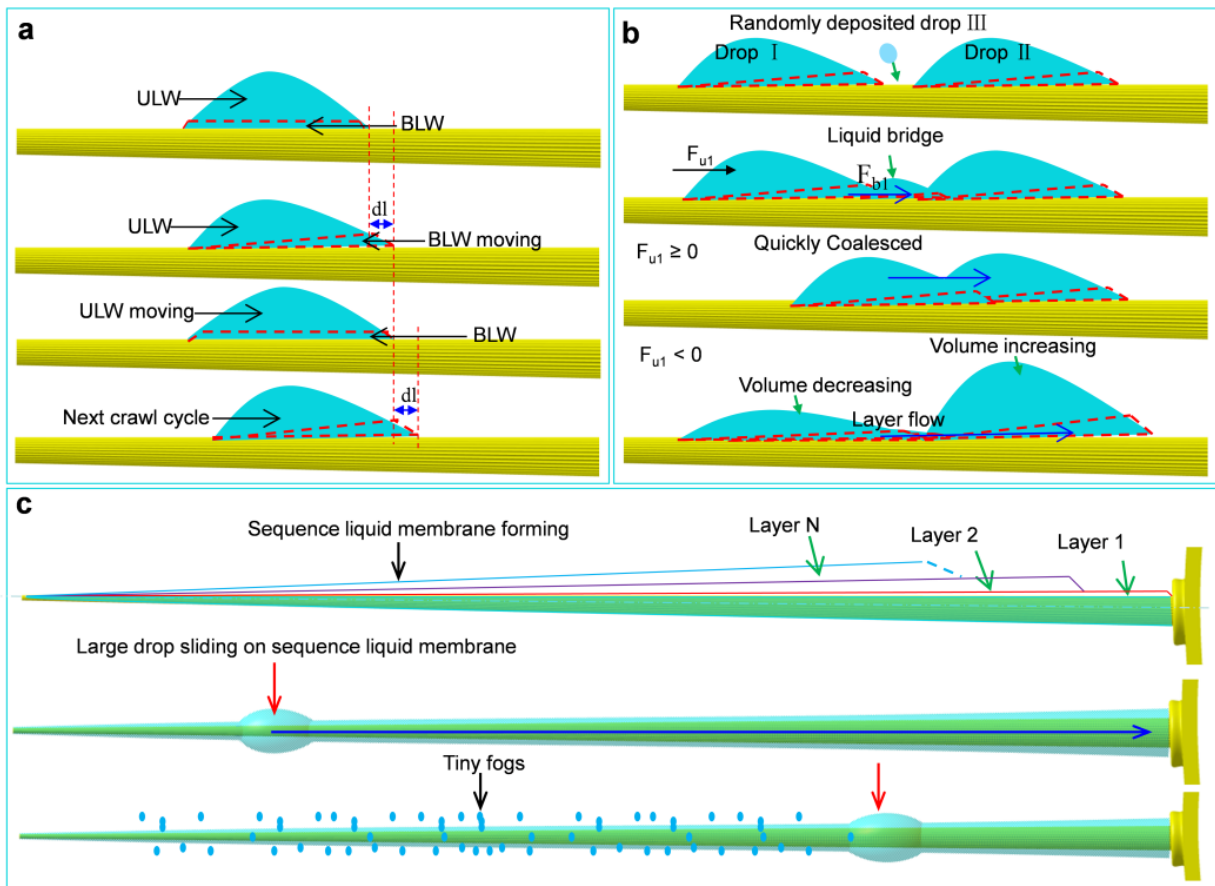 a
ULW
BLW
dl
ULW
BLW moving
ULW moving
BLW
dl
Next crawl cycle
b
Randomly deposited drop III
Drop I
Drop II
Liquid bridge
Fu1
Fb1
Quickly Coalesced
Fu1 ≥ 0
Fu1 < 0
Volume increasing
Volume decreasing
Layer flow
c
Sequence liquid membrane forming
Layer N
Layer 2
Layer 1
Large drop sliding on sequence liquid membrane
Tiny fogs